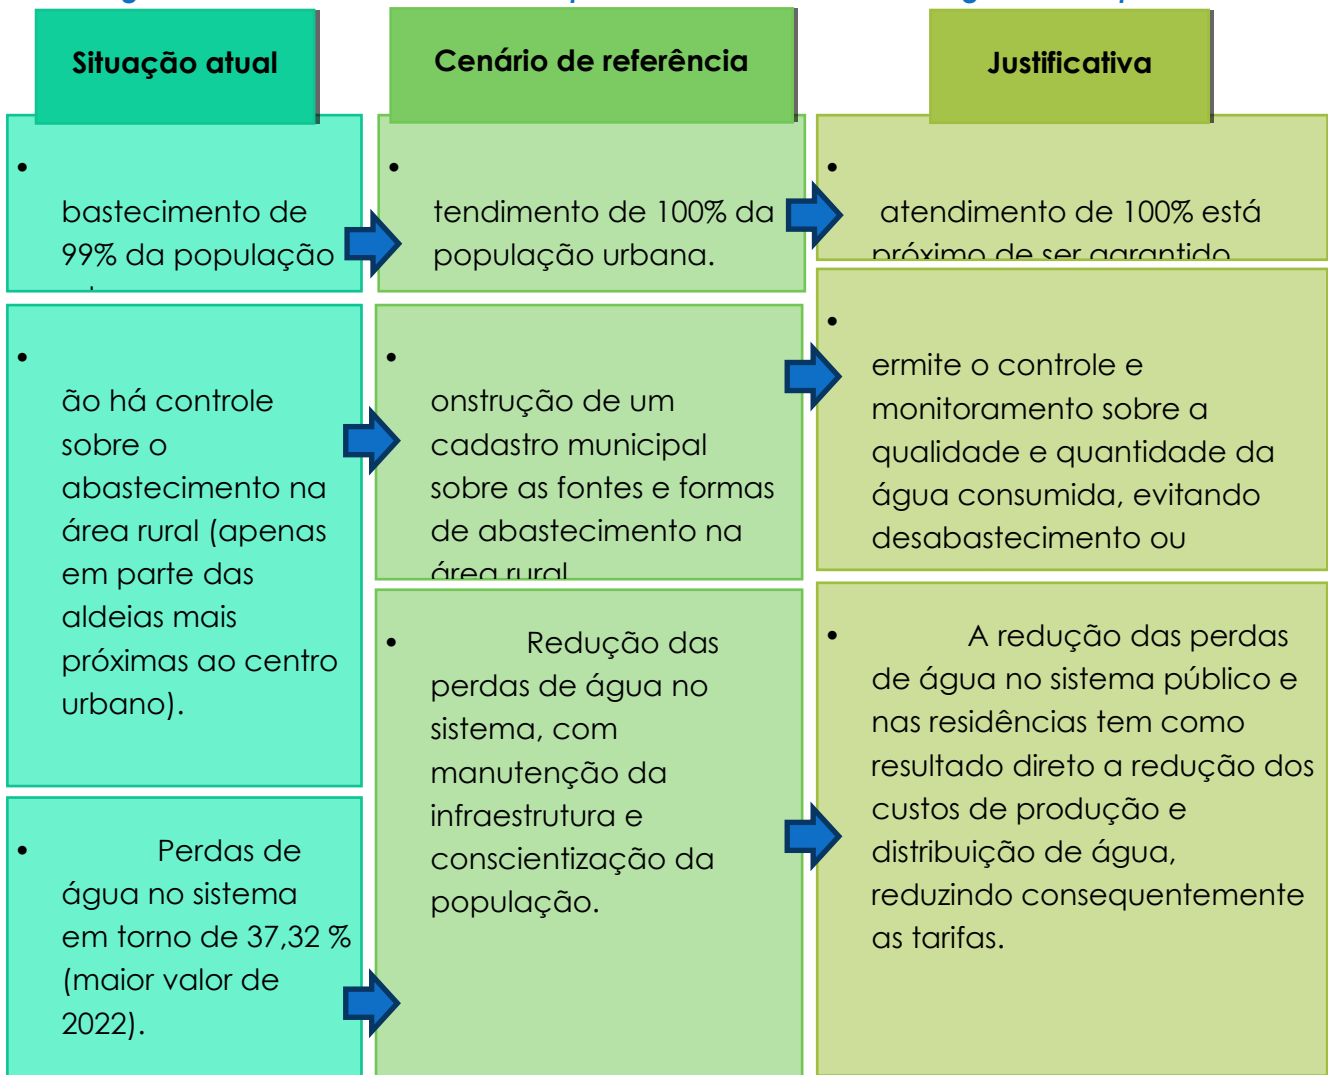 Situação atual
Cenário de referência
Justificativa
•
bastecimento de
99% da população
•
tendimento de 100% da
população urbana.
•
atendimento de 100% está
próximo de ser garantido
•
ão há controle
sobre o
abastecimento na
área rural (apenas
em parte das
aldeias mais
próximas ao centro
urbano).
•
onstrução de um
cadastro municipal
sobre as fontes e formas
de abastecimento na
área rural
•
ermite o controle e
monitoramento sobre a
qualidade e quantidade da
água consumida, evitando
desabastecimento ou
• Perdas de
água no sistema
em torno de 37,32 %
(maior valor de
2022).
• Redução das
perdas de água no
sistema, com
manutenção da
infraestrutura e
conscientização da
população.
• A redução das perdas
de água no sistema público e
nas residências tem como
resultado direto a redução dos
custos de produção e
distribuição de água,
reduzindo consequentemente
as tarifas.